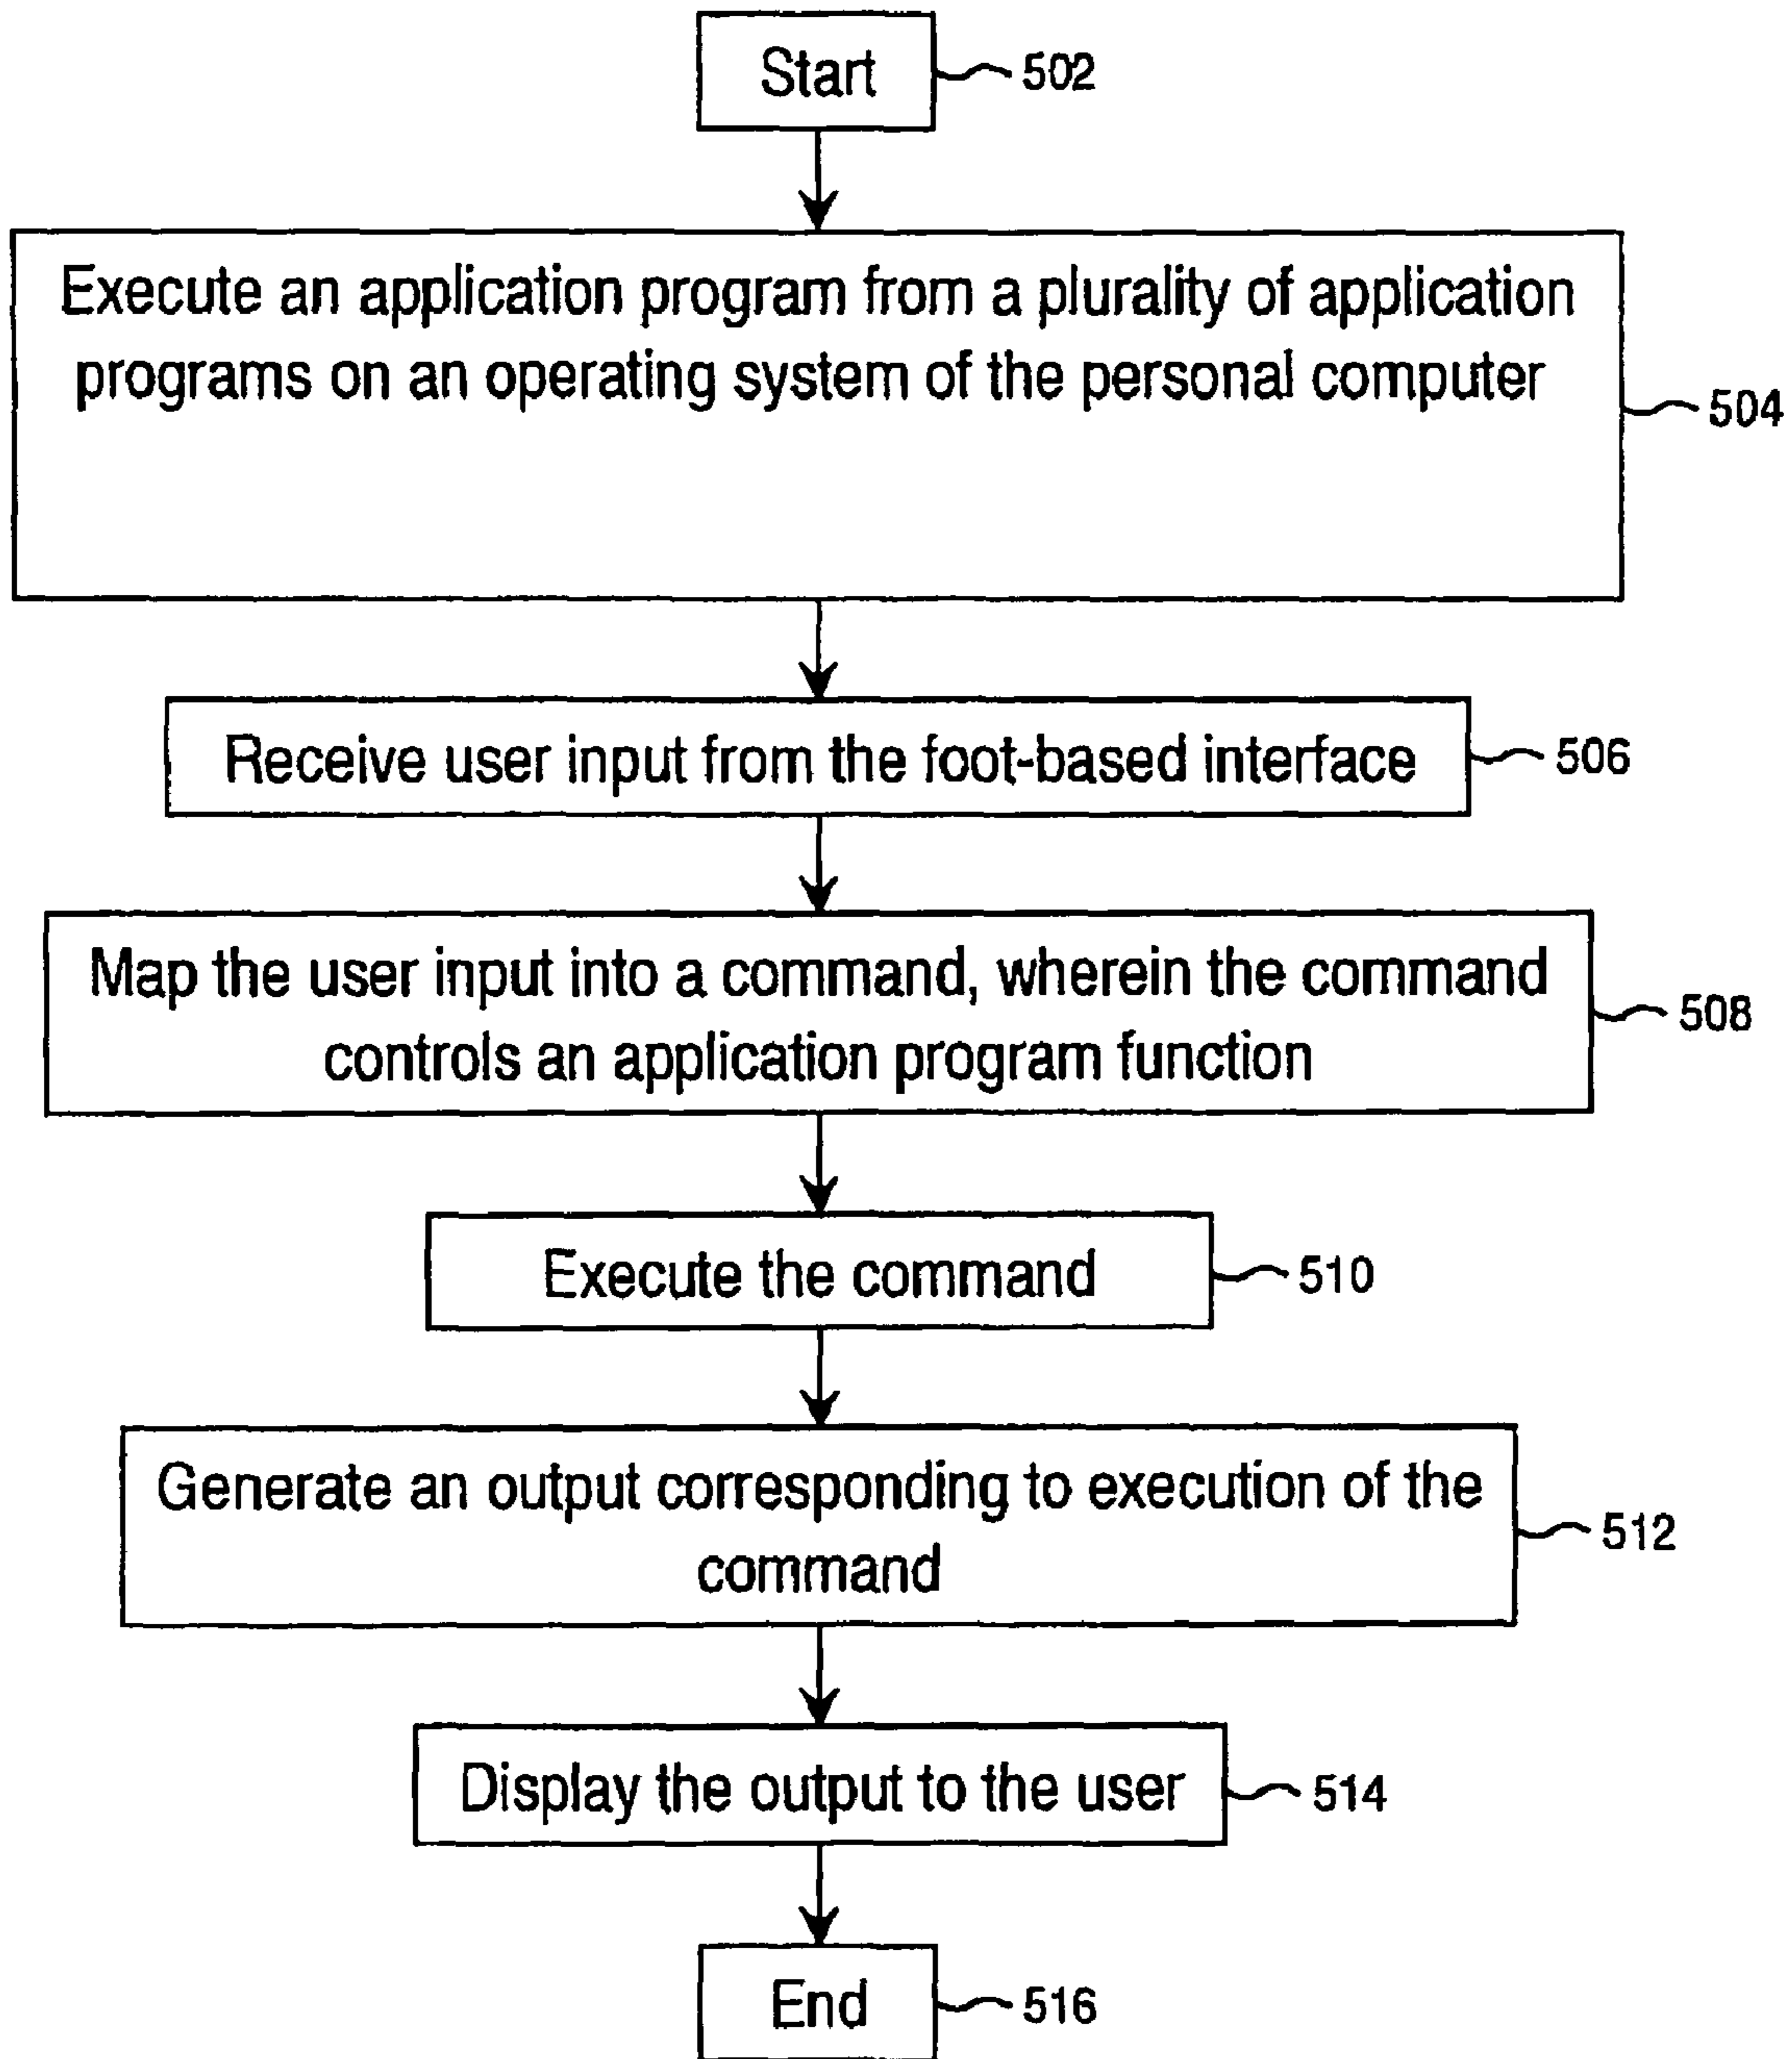 Start
502
Execute an application program from a plurality of application
programs on an operating system of the personal computer
504
Receive user input from the foot-based interface
506
Map the user input into a command, wherein the command
controls an application program function
508
Execute the command
510
Generate an output corresponding to execution of the
command
512
Display the output to the user
514
End
516